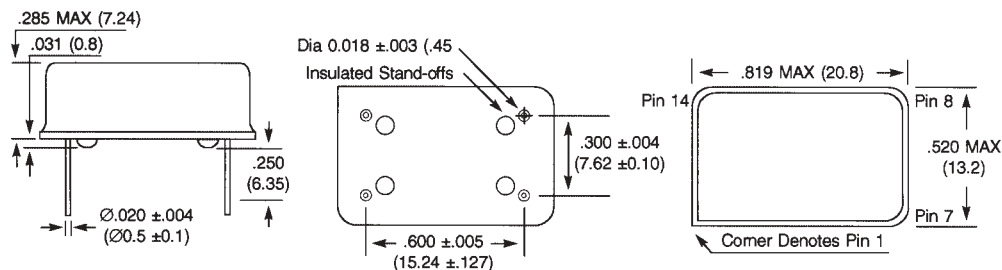 .285 MAX (7.24)
.031 (0.8)
.250
(6.35)
Ø.020 ±.004
(Ø0.5 ±0.1)
Dia 0.018 ±.003 (.45
Insulated Stand-offs
.300 ±.004
(7.62 ±0.10)
.600 ±.005
(15.24 ±.127)
.819 MAX (20.8)
Pin 14
Pin 8
.520 MAX
(13.2)
Pin 7
Corner Denotes Pin 1